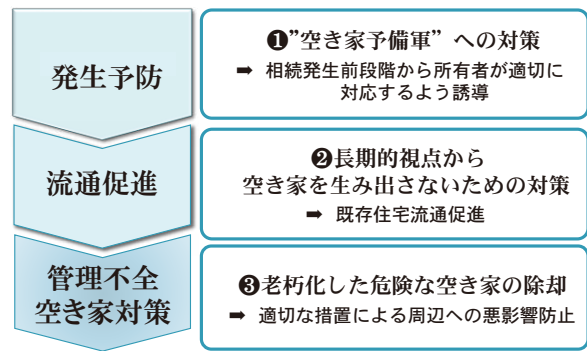 発生予防
❶”空き家予備軍”への対策
➡ 相続発生前段階から所有者が適切に
対応するよう誘導
流通促進
❷長期的視点から
空き家を生み出さないための対策
➡ 既存住宅流通促進
管理不全
空き家対策
❸老朽化した危険な空き家の除却
➡ 適切な措置による周辺への悪影響防止